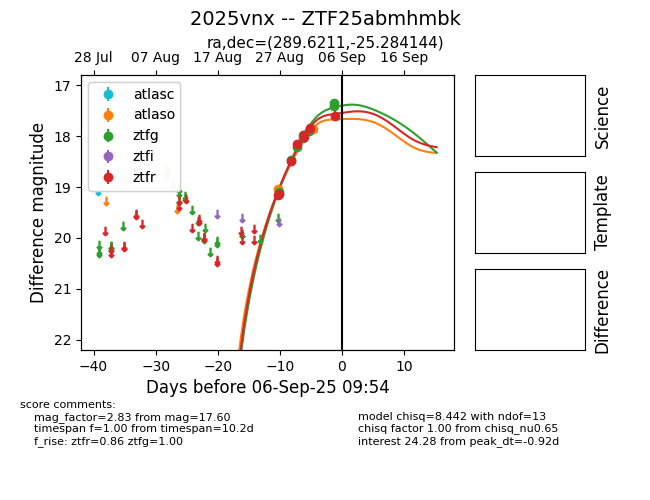 2025vnx -- ZTF25abmhmbk
ra,dec=(289.6211,-25.284144)
28 Jul 07 Aug 17 Aug 27 Aug 06 Sep 16 Sep
atlasc
atlaso
ztfg
ztfi
ztfr
17
18
19
20
21
22
Difference magnitude
−40 −30 −20 −10 0 10
Days before 06-Sep-25 09:54
Science
Template
Difference
score comments:
mag_factor=2.83 from mag=17.60
timespan f=1.00 from timespan=10.2d
f_rise: ztfr=0.86 ztfg=1.00
model chisq=8.442 with ndof=13
chisq factor 1.00 from chisq_nu0.65
interest 24.28 from peak_dt=-0.92d